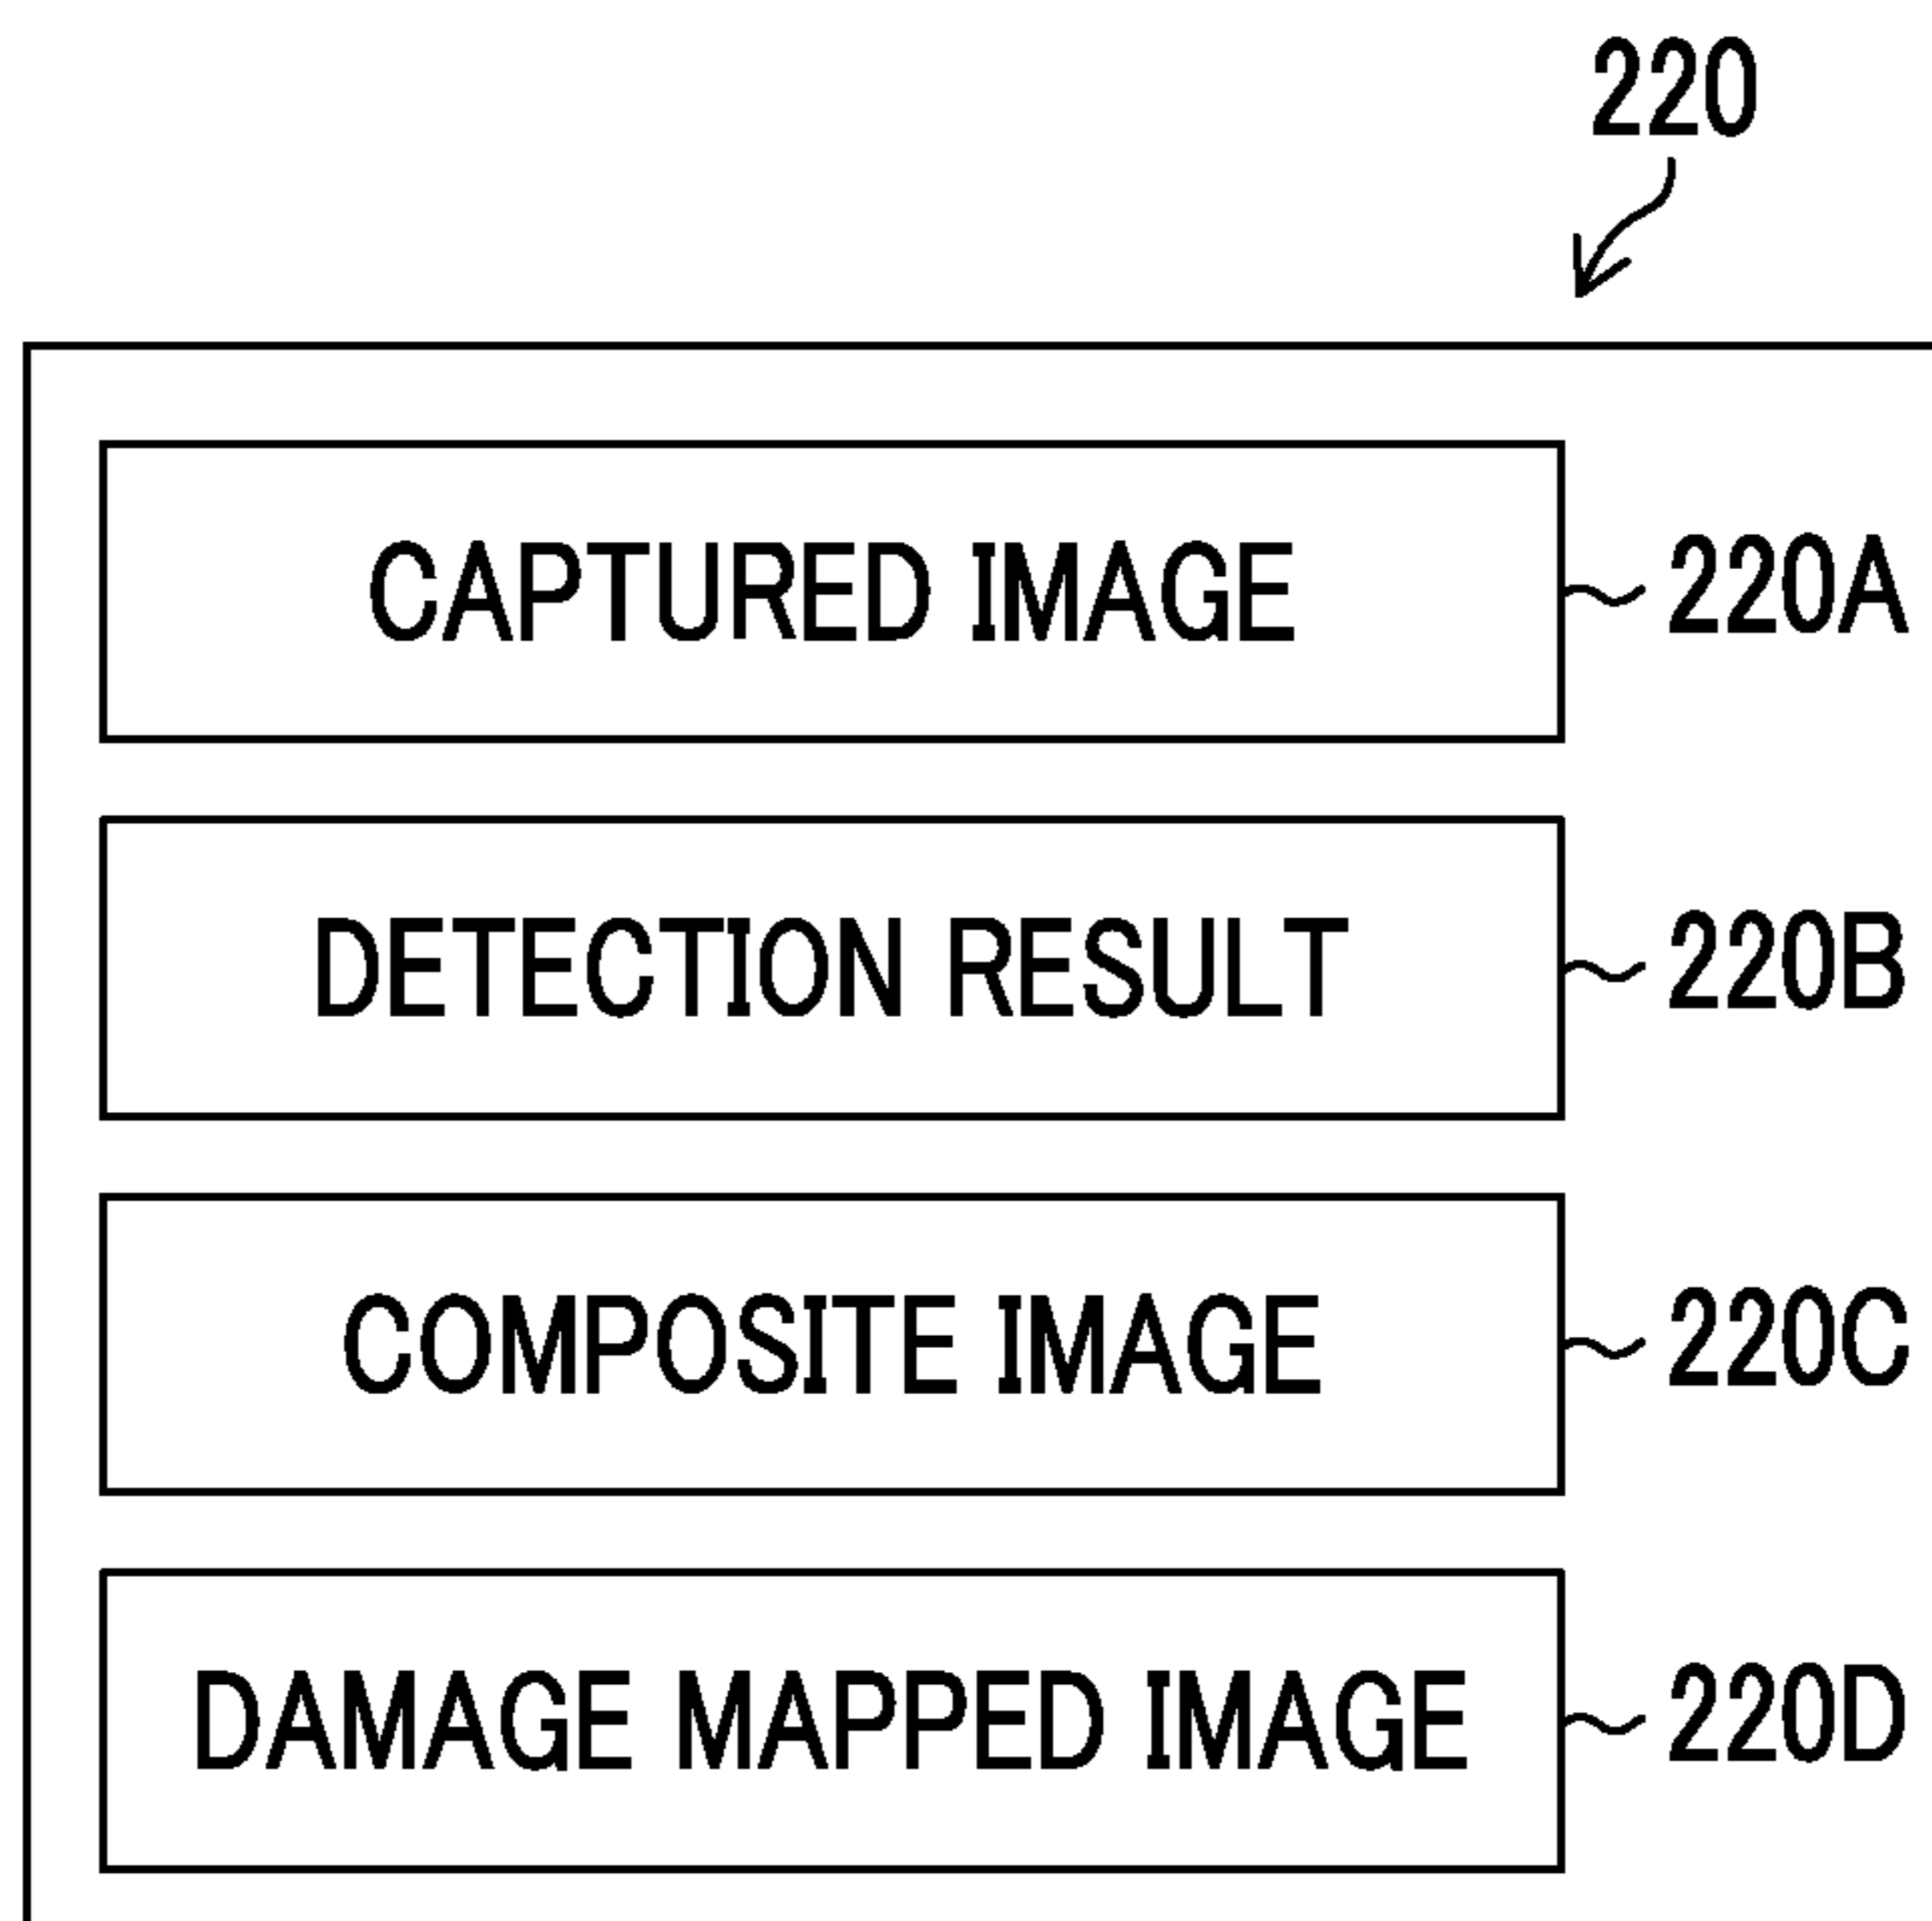 220
CAPTURED IMAGE 220A
DETECTION RESULT 220B
COMPOSITE IMAGE 220C
DAMAGE MAPPED IMAGE 220D